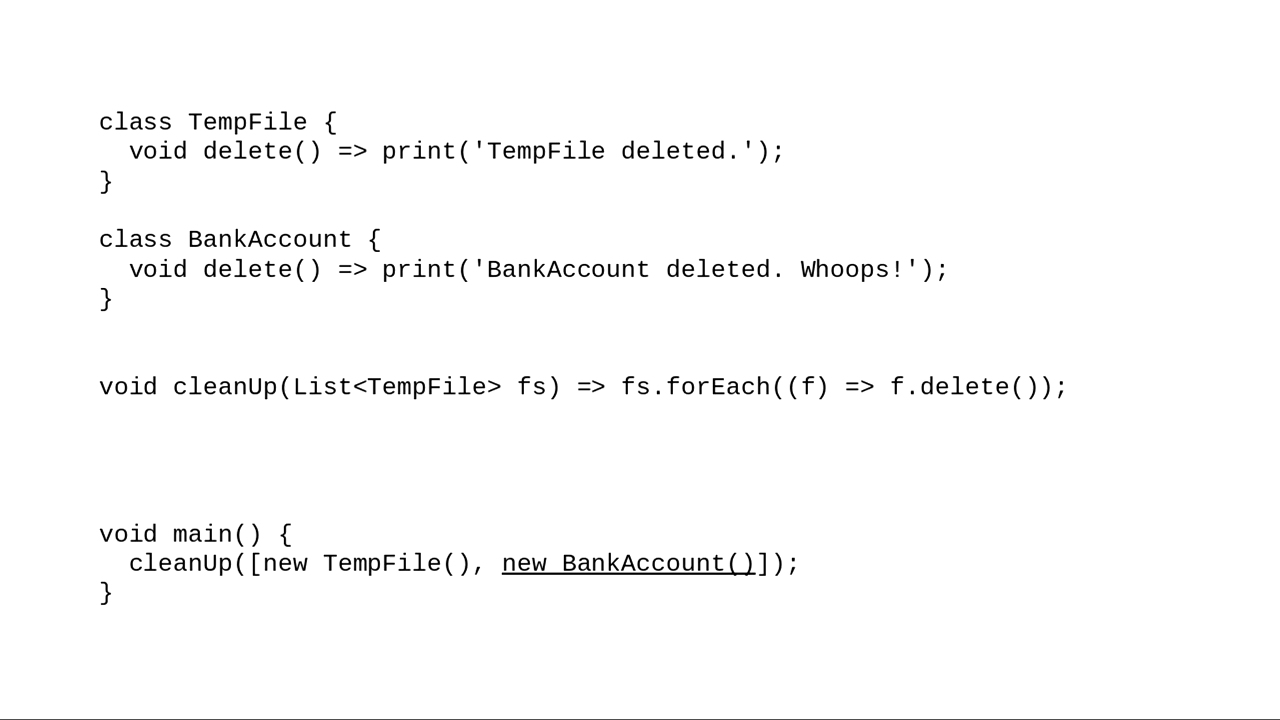 class TempFile {
  void delete() => print('TempFile deleted.');
}
class BankAccount {
  void delete() => print('BankAccount deleted. Whoops!');
}
void cleanUp(List<TempFile> fs) => fs.forEach((f) => f.delete());
void main() {
  cleanUp([new TempFile(), new BankAccount()]);
}